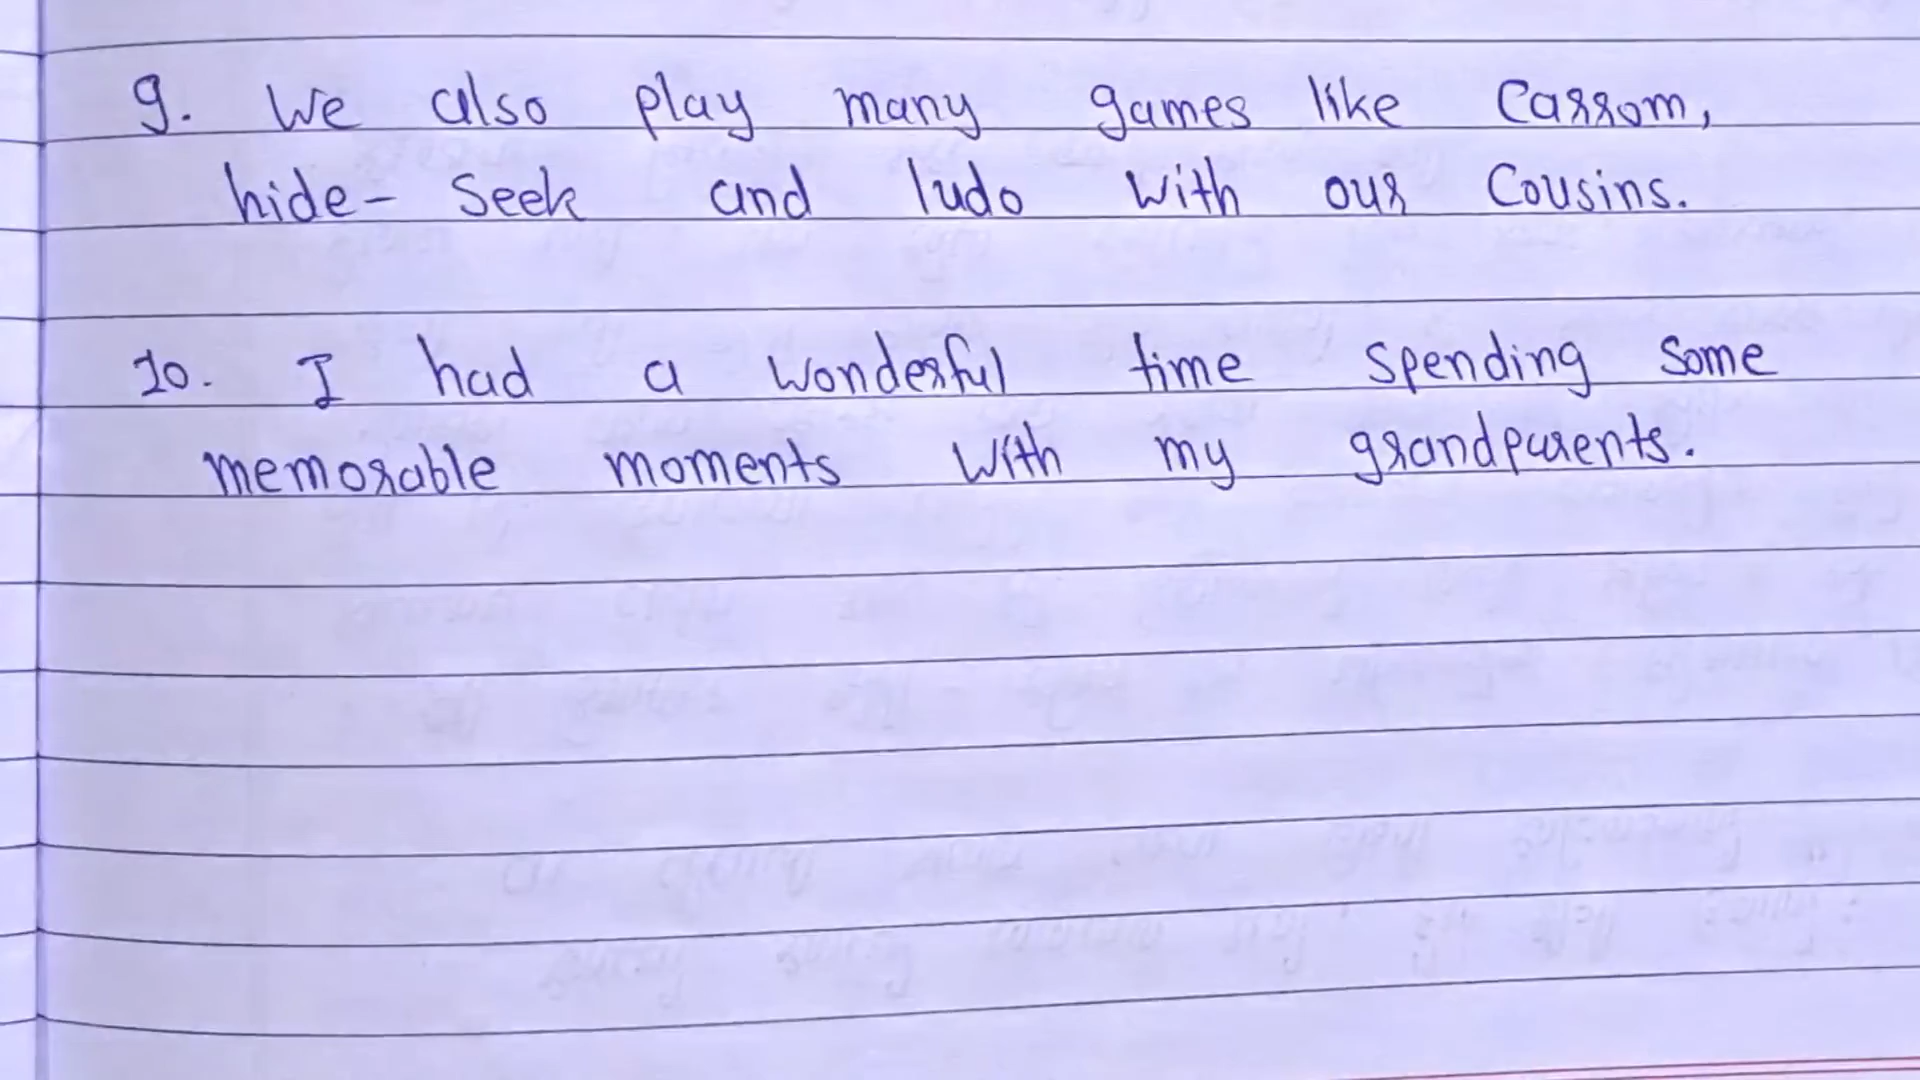 9. We also play many games like Carrom,
hide- Seek and ludo with our Cousins.
10. I had a wonderful time spending some
memorable moments with my grandparents.